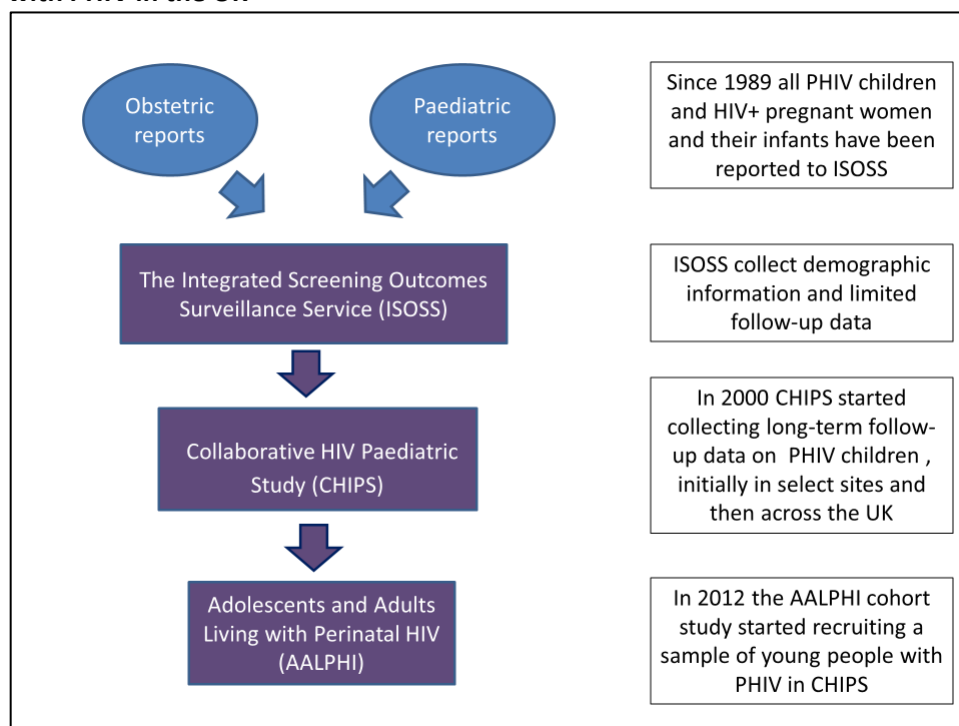 Obstetric
reports
Paediatric
reports
Since 1989 all PHIV children
and HIV+ pregnant women
and their infants have been
reported to ISOSS
The Integrated Screening Outcomes
Surveillance Service (ISOSS)
ISOSS collect demographic
information and limited
follow-up data
Collaborative HIV Paediatric
Study (CHIPS)
In 2000 CHIPS started
collecting long-term follow-
up data on PHIV children ,
initially in select sites and
then across the UK
Adolescents and Adults
Living with Perinatal HIV
(AALPHI)
In 2012 the AALPHI cohort
study started recruiting a
sample of young people with
PHIV in CHIPS